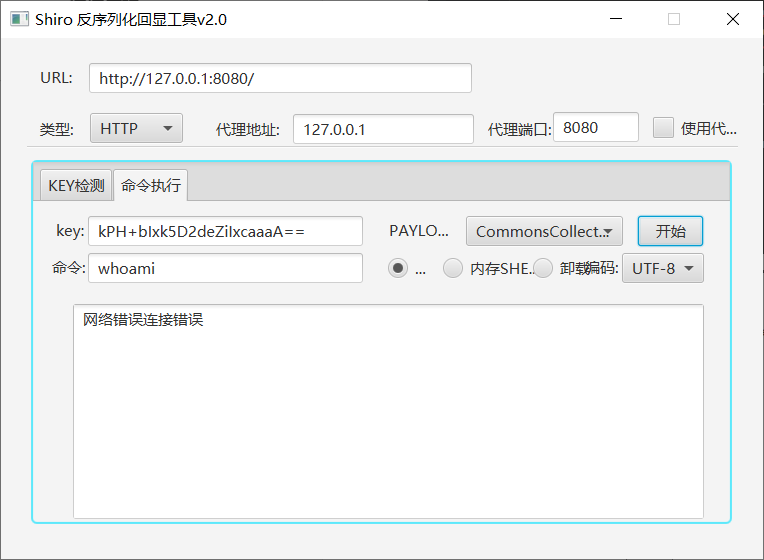 Shiro 反序列化回显工具v2.0
URL: http://127.0.0.1:8080/
类型: HTTP 代理地址: 127.0.0.1 代理端口: 8080 使用代...
KEY检测 命令执行
key: kPH+bIxk5D2deZiIxcaaaA== PAYLO... CommonsCollect... 开始
命令: whoami ... 内存SHE... 卸载 编码: UTF-8
网络错误连接错误